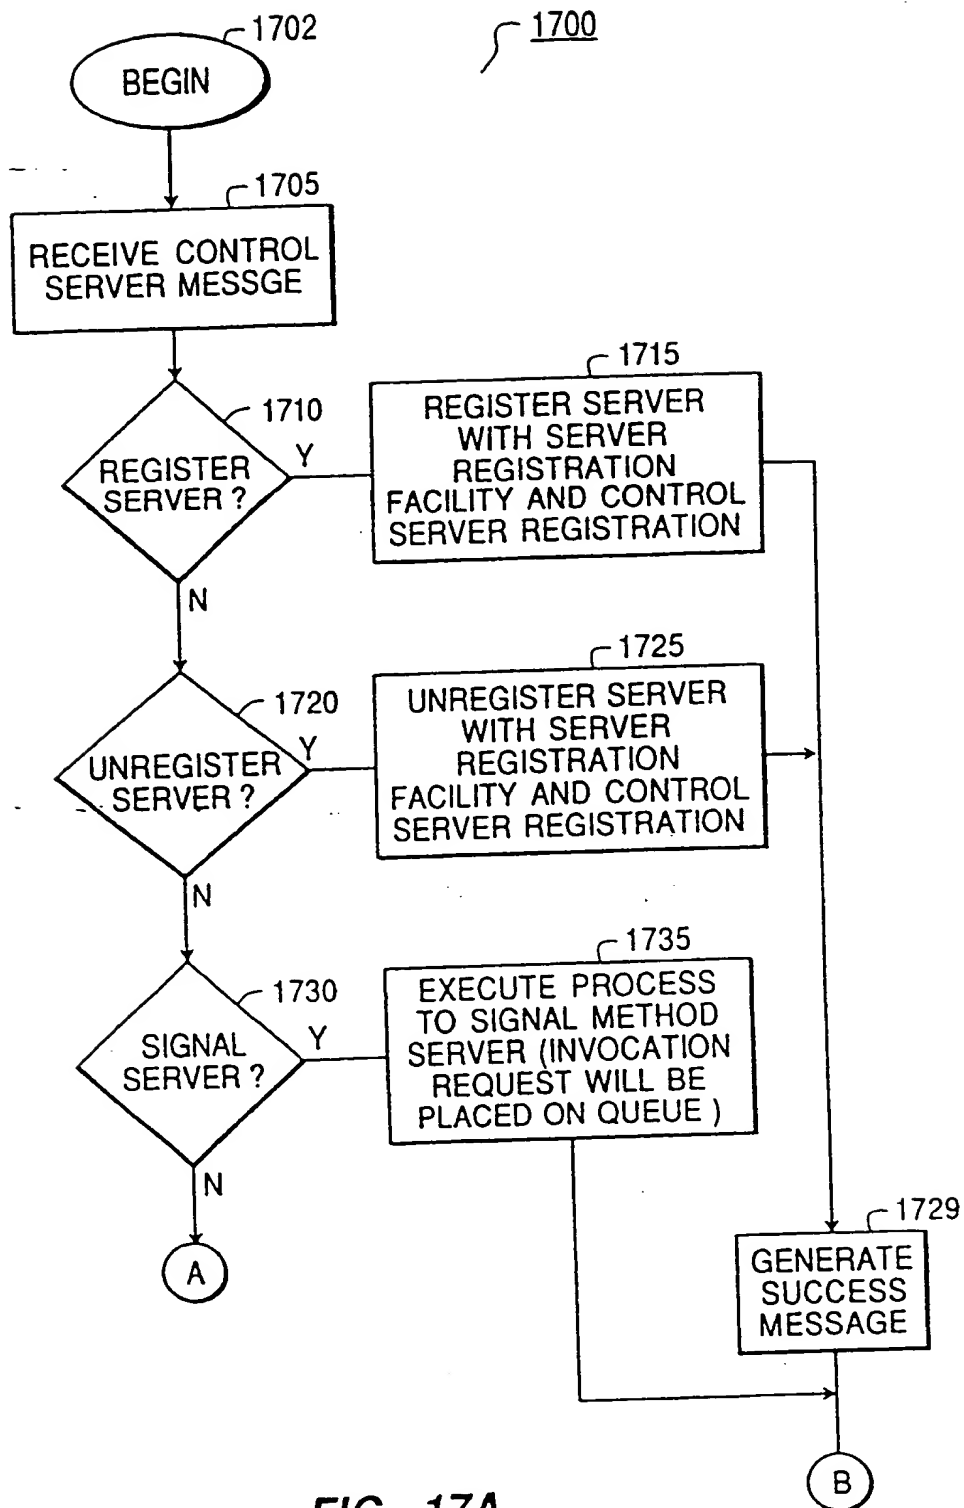 1700
1702
BEGIN
1705
RECEIVE CONTROL
SERVER MESSGE
1710
REGISTER
SERVER ?
Y
N
1715
REGISTER SERVER
WITH SERVER
REGISTRATION
FACILITY AND CONTROL
SERVER REGISTRATION
1720
UNREGISTER
SERVER ?
Y
N
1725
UNREGISTER SERVER
WITH SERVER
REGISTRATION
FACILITY AND CONTROL
SERVER REGISTRATION
1730
SIGNAL
SERVER ?
Y
N
1735
EXECUTE PROCESS
TO SIGNAL METHOD
SERVER (INVOCATION
REQUEST WILL BE
PLACED ON QUEUE )
A
1729
GENERATE
SUCCESS
MESSAGE
B
FIG. 17A